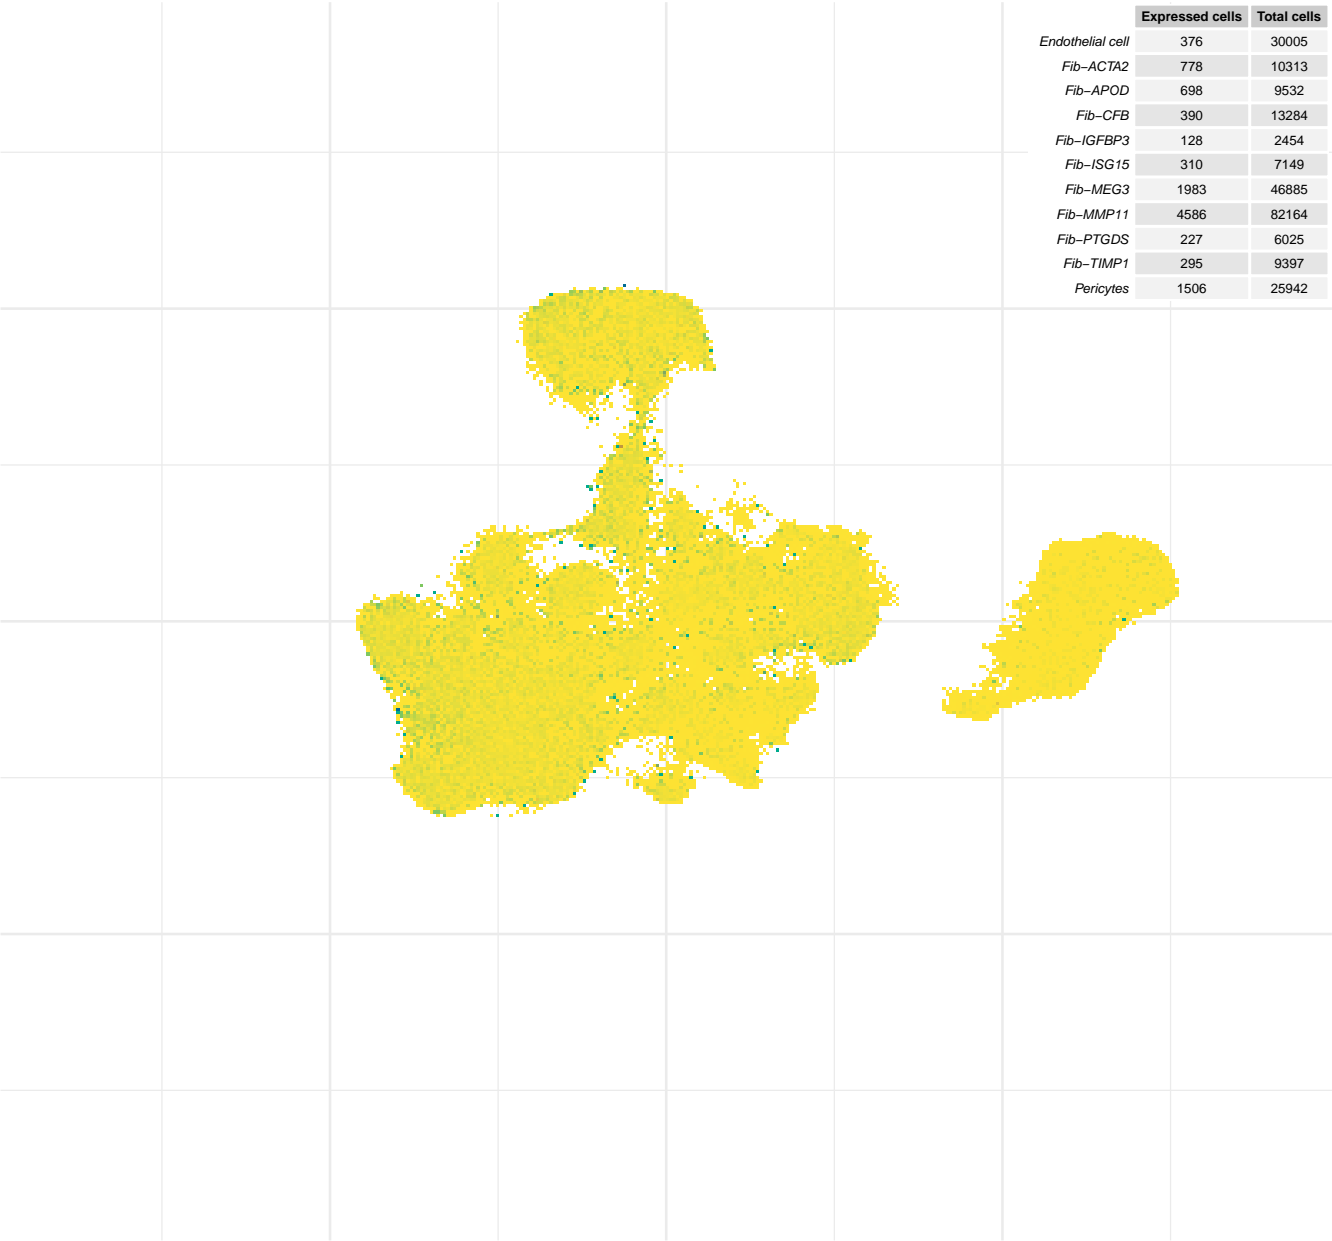 Expressed cells Total cells
Endothelial cell 376 30005
Fib−ACTA2 778 10313
Fib−APOD 698 9532
Fib−CFB 390 13284
Fib−IGFBP3 128 2454
Fib−ISG15 310 7149
Fib−MEG3 1983 46885
Fib−MMP11 4586 82164
Fib−PTGDS 227 6025
Fib−TIMP1 295 9397
Pericytes 1506 25942